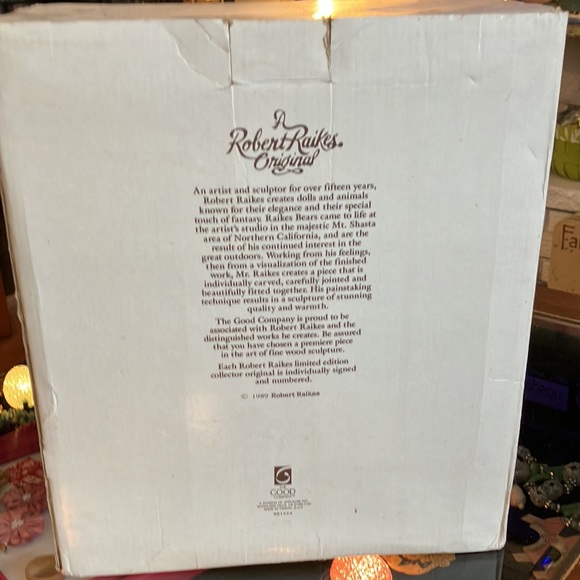 A
Robert Raikes
Original
An artist and sculptor for over fifteen years,
Robert Raikes creates dolls and animals
known for their elegance and their special
touch of fantasy. Raikes Bears came to life at
the artist's studio in the majestic Mt. Shasta
area of Northern California, and are the
result of his continued interest in the
great outdoors. Working from his feelings,
then from a visualization of the finished
work, Mr. Raikes creates a piece that is
individually carved, carefully jointed and
beautifully fitted together. His painstaking
technique results in a sculpture of stunning
quality and warmth.
The Good Company is proud to be
associated with Robert Raikes and the
distinguished works he creates. Be assured
that you have chosen a premiere piece
in the art of fine wood sculpture.
Each Robert Raikes limited edition
collector original is individually signed
and numbered.
© 1989 Robert Raikes
THE
GOOD
COMPANY
Fa